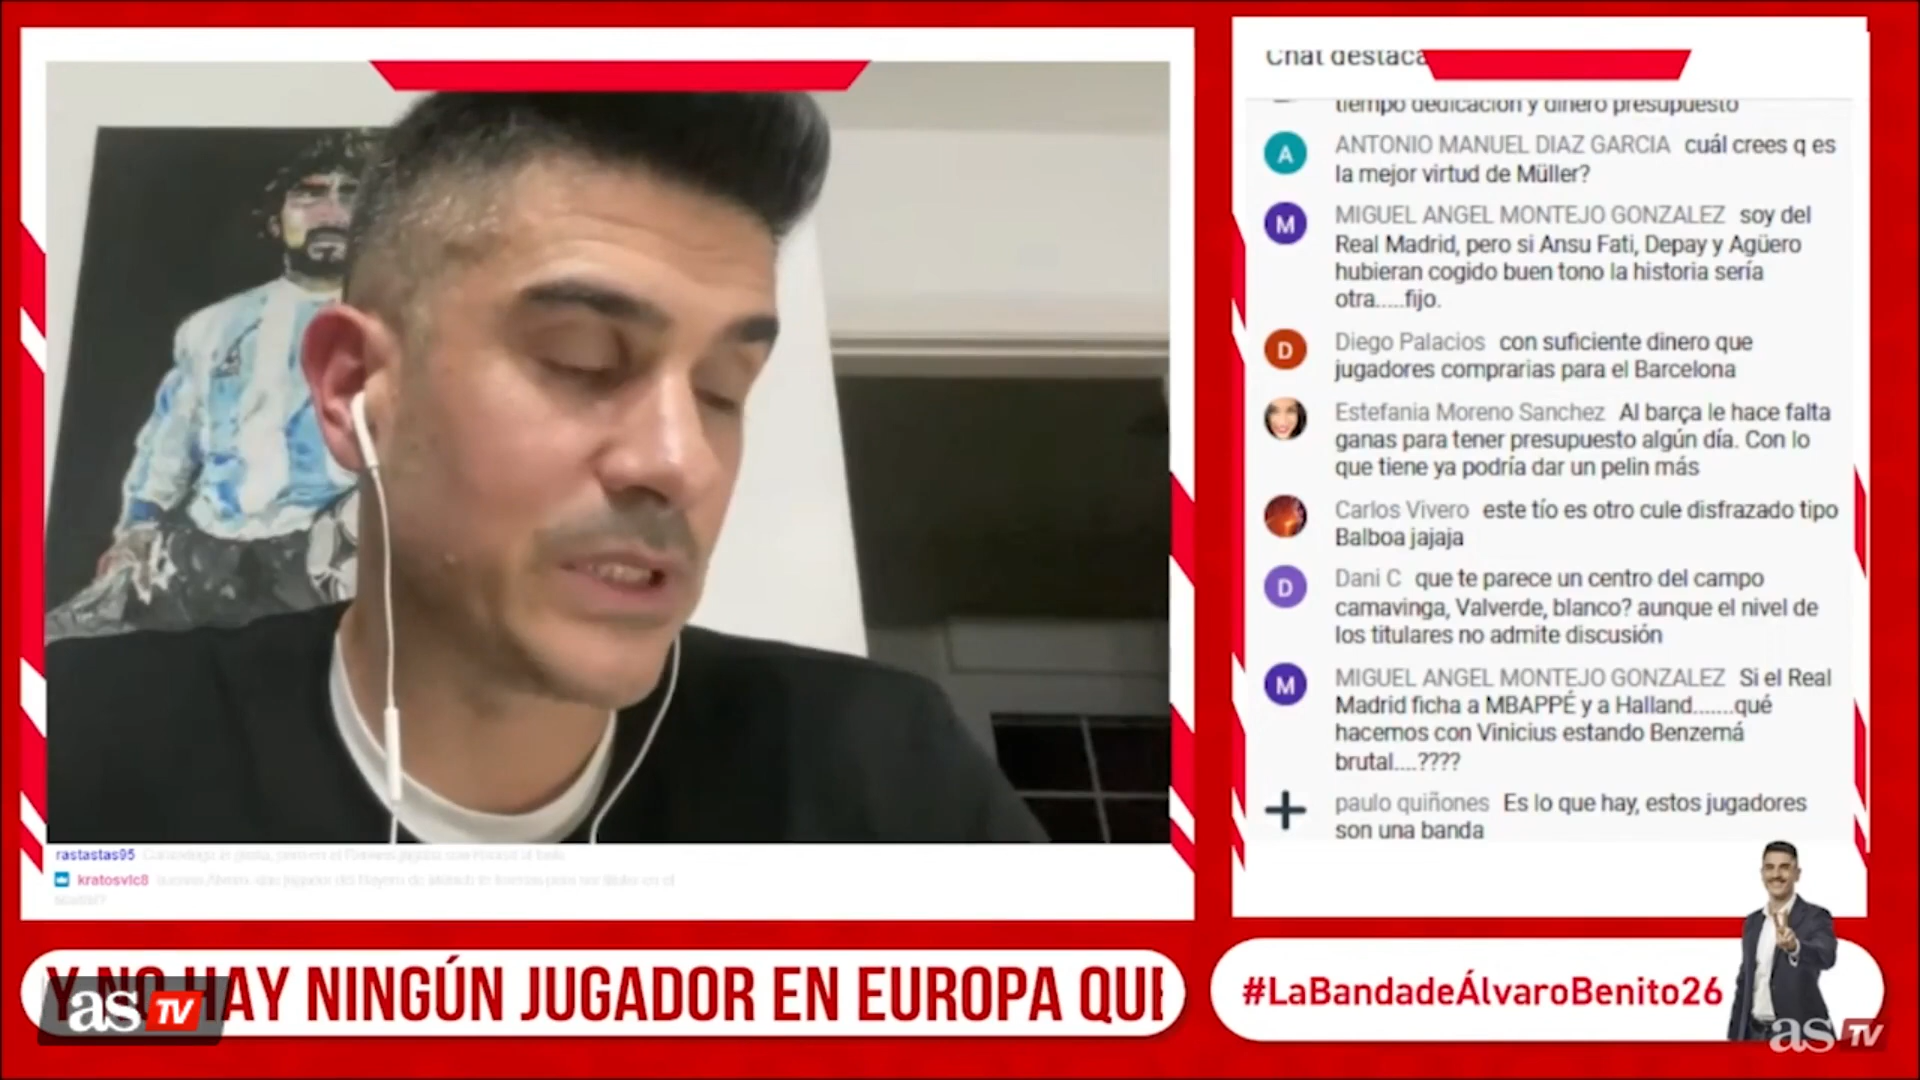 Chat destaca
tiempo dedicación y dinero presupuesto
ANTONIO MANUEL DIAZ GARCIA cuál crees q es
la mejor virtud de Müller?
MIGUEL ANGEL MONTEJO GONZALEZ soy del
Real Madrid, pero si Ansu Fati, Depay y Agüero
hubieran cogido buen tono la historia sería
otra.....fijo.
Diego Palacios con suficiente dinero que
jugadores comprarias para el Barcelona
Estefania Moreno Sanchez Al barça le hace falta
ganas para tener presupuesto algún día. Con lo
que tiene ya podría dar un pelin más
Carlos Vivero este tío es otro cule disfrazado tipo
Balboa jajaja
Dani C que te parece un centro del campo
camavinga, Valverde, blanco? aunque el nivel de
los titulares no admite discusión
MIGUEL ANGEL MONTEJO GONZALEZ Si el Real
Madrid ficha a MBAPPÉ y a Halland.......qué
hacemos con Vinicius estando Benzemá
brutal....????
paulo quiñones Es lo que hay, estos jugadores
son una banda
rastastas95
kratosvlc8
Y NO HAY NINGÚN JUGADOR EN EUROPA QUE
as TV
#LaBandadeÁlvaroBenito26
as TV